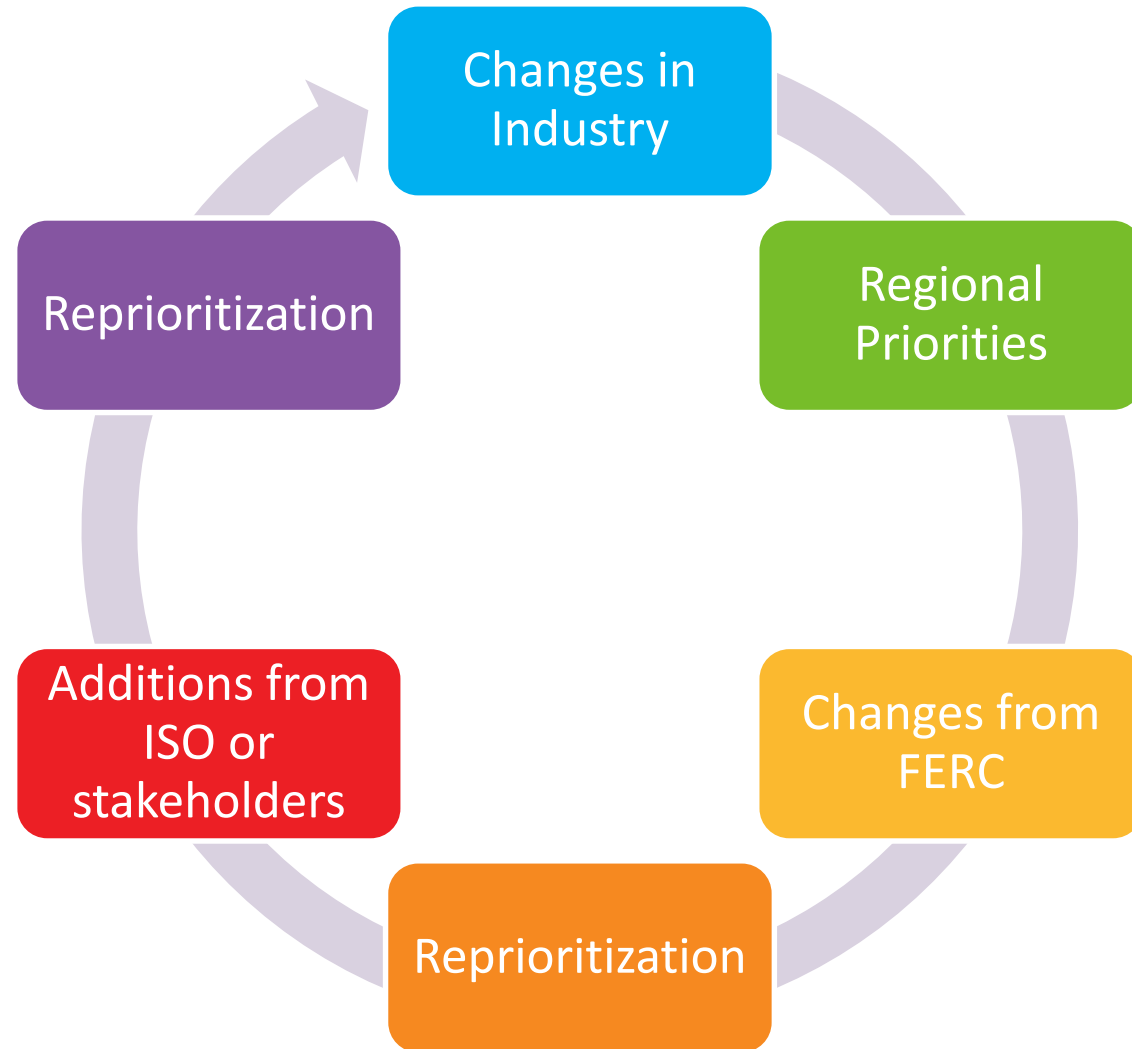 Changes in
Industry
Regional
Priorities
Changes from
FERC
Reprioritization
Additions from
ISO or
stakeholders
Reprioritization